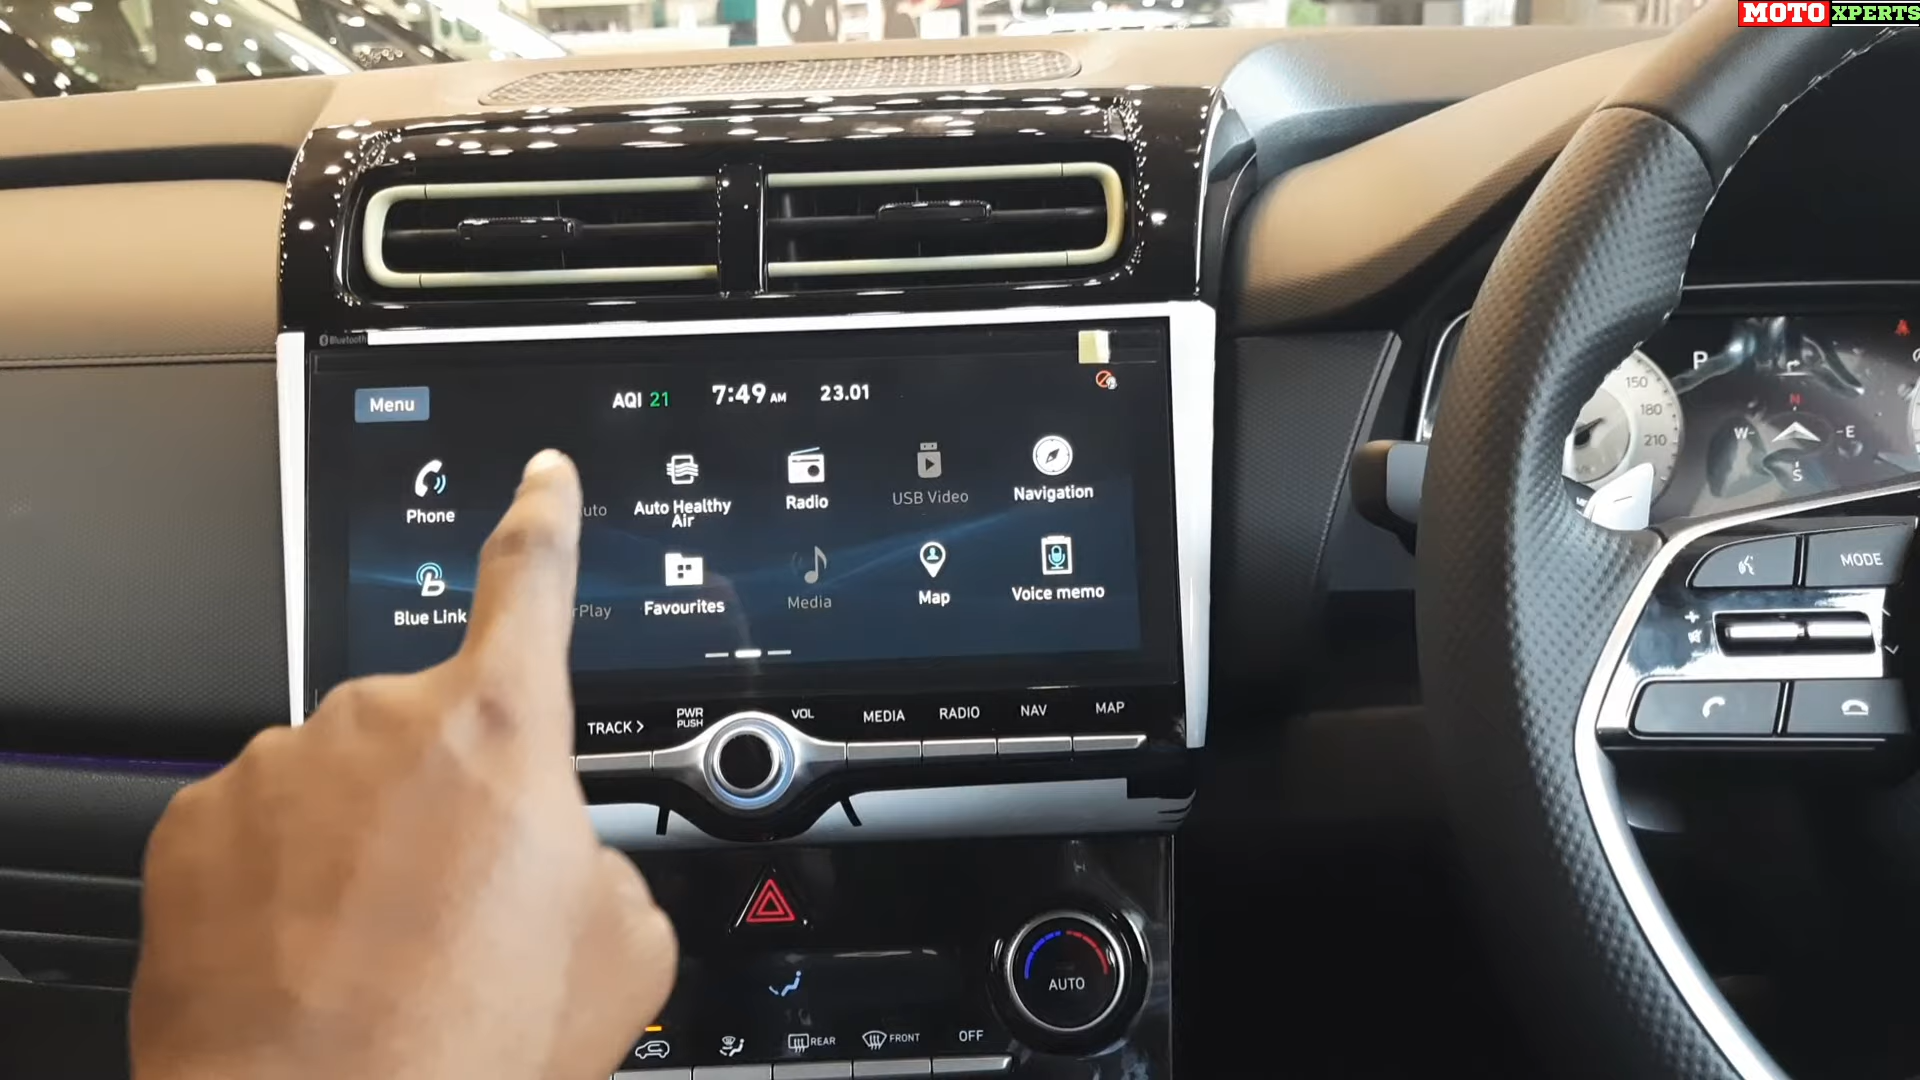 MOTO XPERTS
Bluetooth
Menu
AQI 21
7:49 AM
23.01
Phone
uto
Auto Healthy
Air
Radio
USB Video
Navigation
Blue Link
rPlay
Favourites
Media
Map
Voice memo
TRACK >
PWR
PUSH
VOL
MEDIA
RADIO
NAV
MAP
AUTO
REAR
FRONT
OFF
150
180
210
P
N
W
E
S
MODE